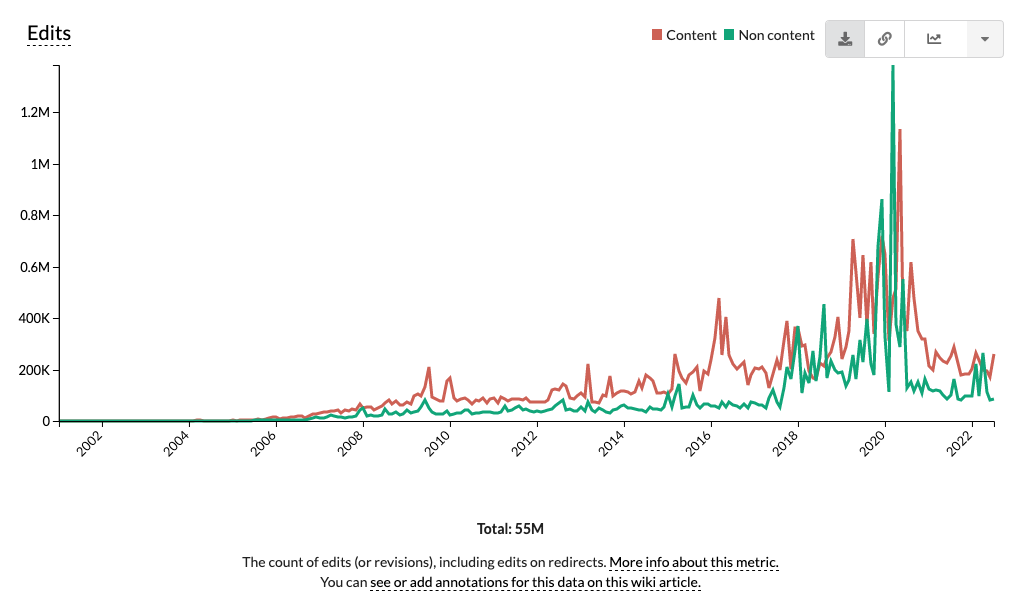 Edits
Content Non content
1.2M
1M
0.8M
0.6M
400K
200K
0
2002 2004 2006 2008 2010 2012 2014 2016 2018 2020 2022
Total: 55M
The count of edits (or revisions), including edits on redirects. More info about this metric.
You can see or add annotations for this data on this wiki article.